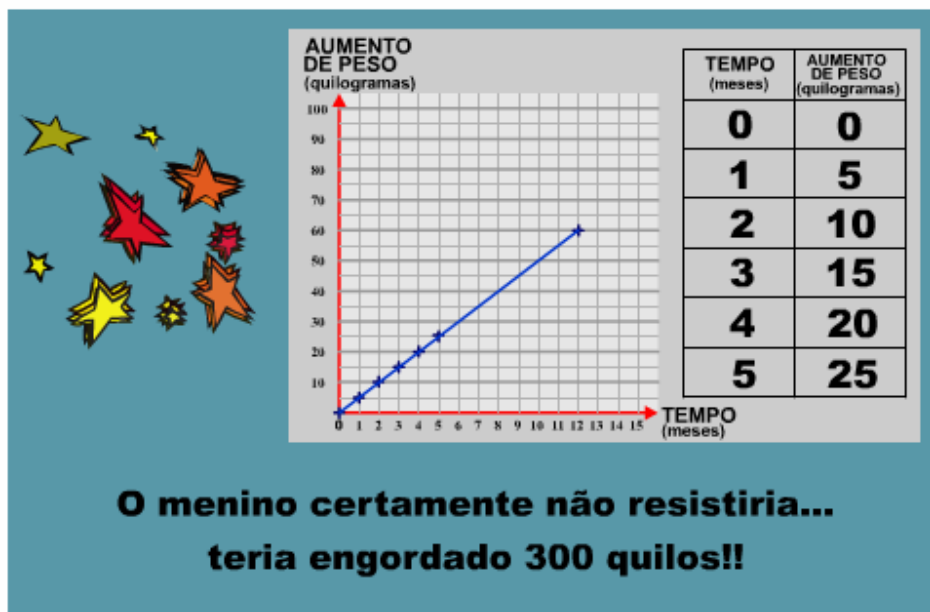 AUMENTO
DE PESO
(quilogramas)
100
90
80
70
60
50
40
30
20
10
0 1 2 3 4 5 6 7 8 9 10 11 12 13 14 15
TEMPO
(meses)
TEMPO
(meses)
AUMENTO
DE PESO
(quilogramas)
0 0
1 5
2 10
3 15
4 20
5 25
O menino certamente não resistiria...
teria engordado 300 quilos!!